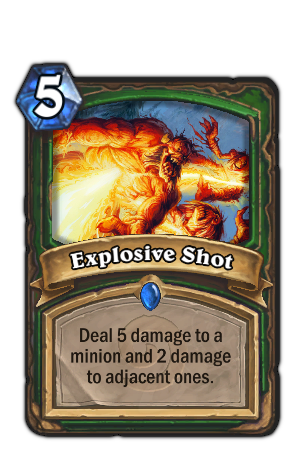 5
Explosive Shot
Deal 5 damage to a
minion and 2 damage
to adjacent ones.